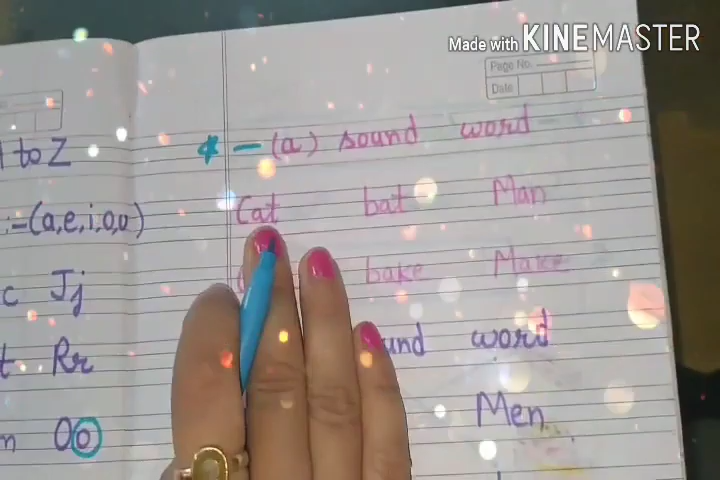 Made with KINEMASTER
Page No.
Date
to Z
* - (a) sound word
:-(a,e,i,o,u)
Cat bat Man
c Jj
bake Make
t Rr
und word
n Oo
Men